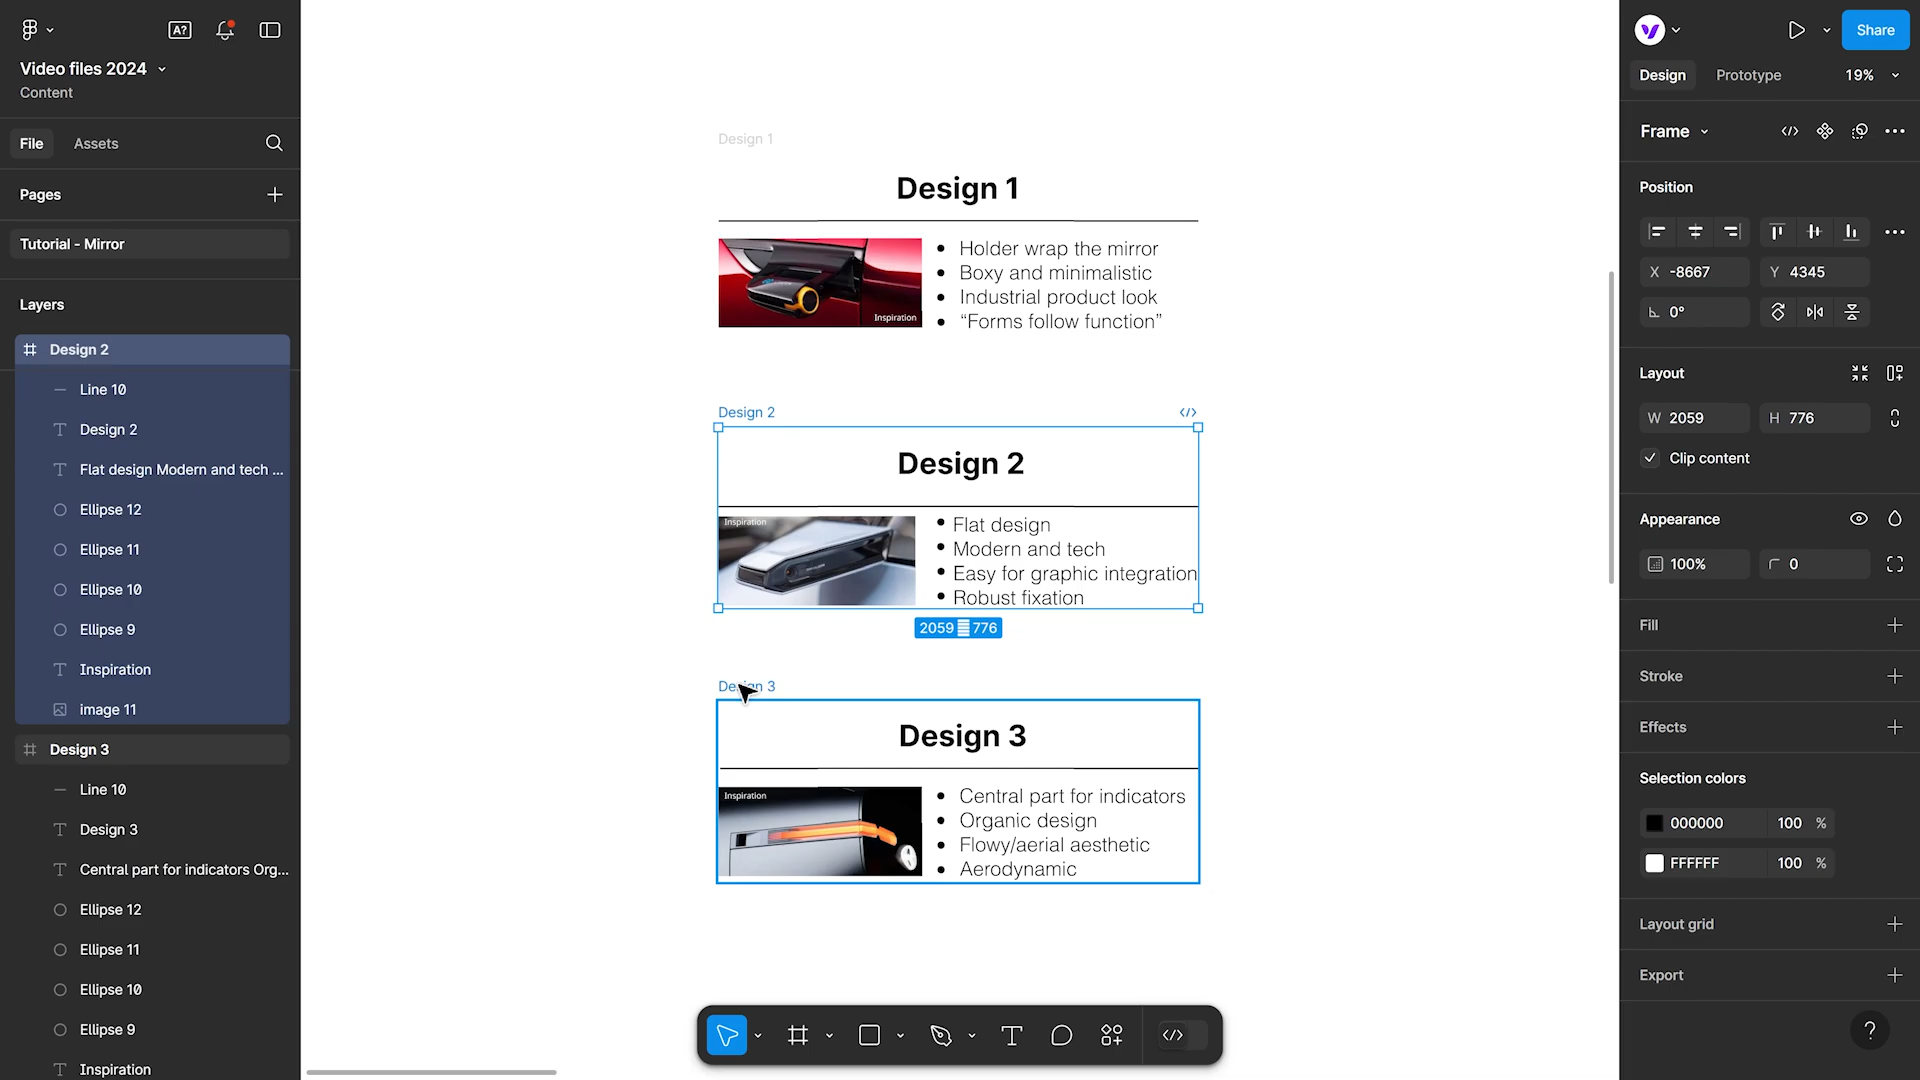 A?
Video files 2024
Content
File
Assets
Pages
Tutorial - Mirror
Layers
Design 2
Line 10
Design 2
Flat design Modern and tech ...
Ellipse 12
Ellipse 11
Ellipse 10
Ellipse 9
Inspiration
image 11
Design 3
Line 10
Design 3
Central part for indicators Org...
Ellipse 12
Ellipse 11
Ellipse 10
Ellipse 9
Inspiration
Design 1
Design 1
Inspiration
• Holder wrap the mirror
• Boxy and minimalistic
• Industrial product look
• “Forms follow function”
Design 2
Design 2
Inspiration
• Flat design
• Modern and tech
• Easy for graphic integration
• Robust fixation
2059 776
Design 3
Design 3
Inspiration
• Central part for indicators
• Organic design
• Flowy/aerial aesthetic
• Aerodynamic
Share
Design
Prototype
19%
Frame
Position
X -8667
Y 4345
0°
Layout
W 2059
H 776
Clip content
Appearance
100%
0
Fill
Stroke
Effects
Selection colors
000000 100 %
FFFFFF 100 %
Layout grid
Export
?